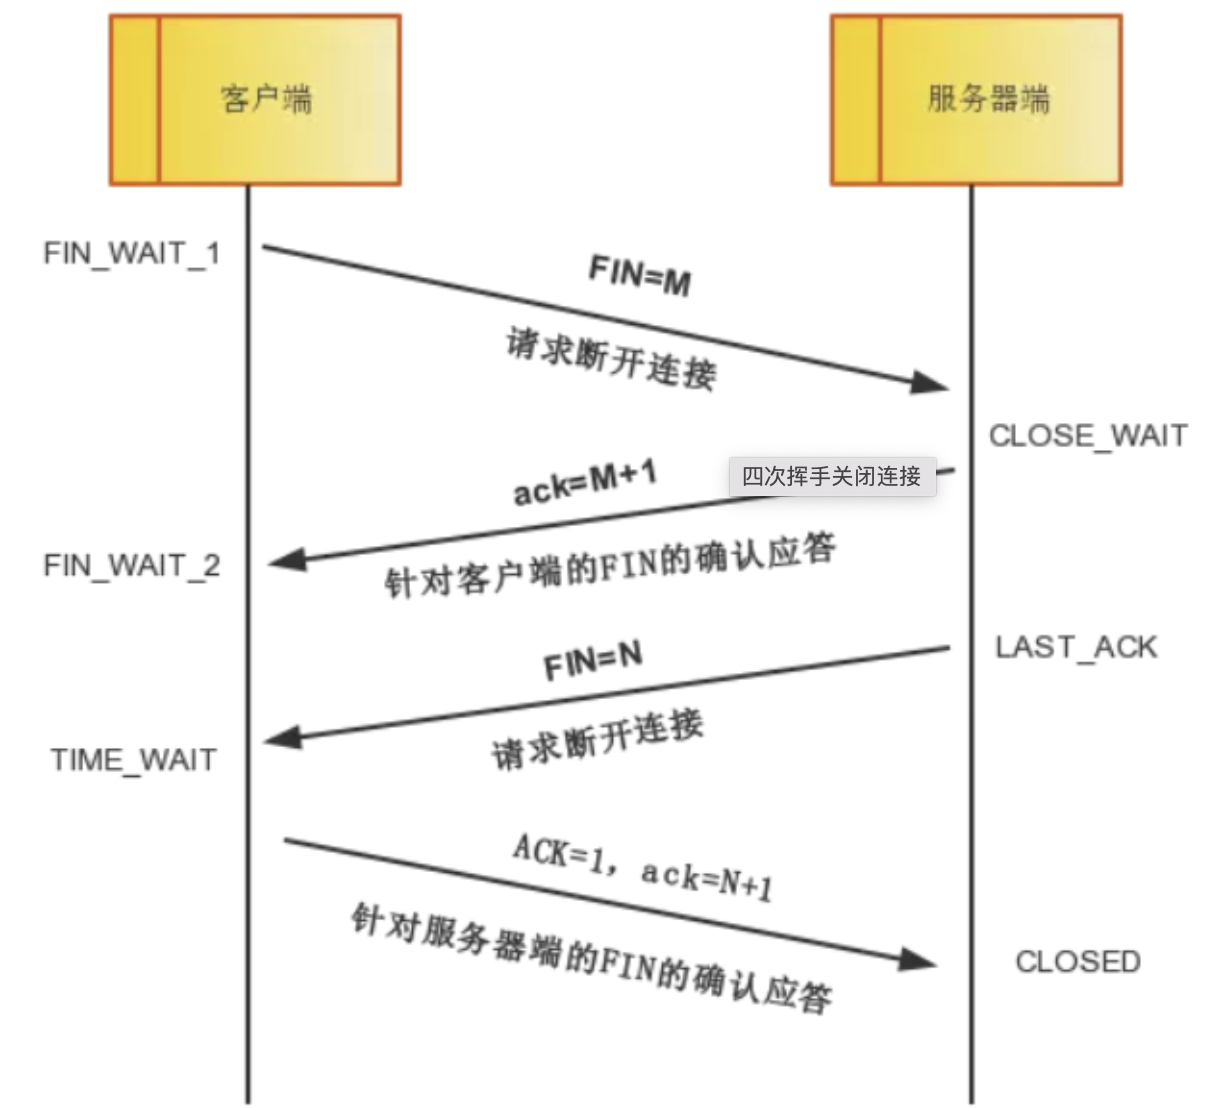 客户端
服务器端
FIN_WAIT_1
FIN=M
请求断开连接
CLOSE_WAIT
四次挥手关闭连接
ack=M+1
FIN_WAIT_2
针对客户端的FIN的确认应答
LAST_ACK
FIN=N
请求断开连接
TIME_WAIT
ACK=1, ack=N+1
针对服务器端的FIN的确认应答
CLOSED